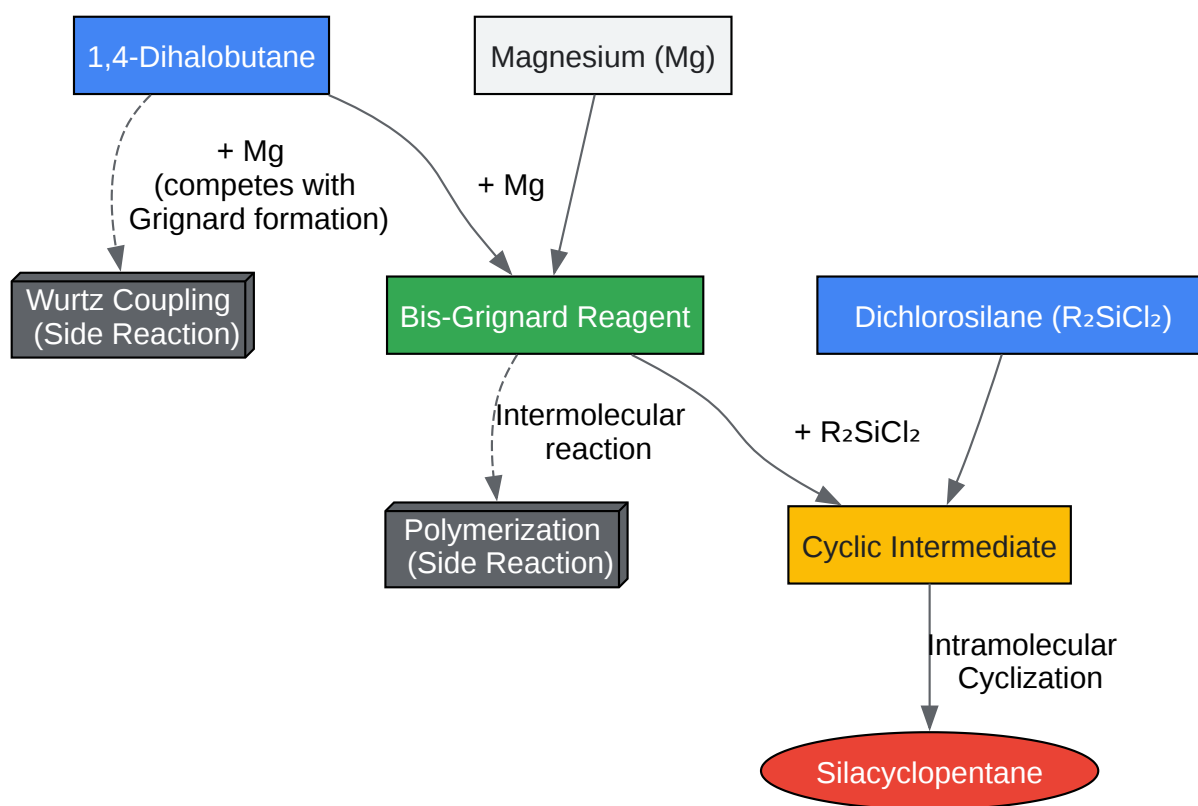 1,4-Dihalobutane
Magnesium (Mg)
+ Mg
(competes with
Grignard formation)
+ Mg
Wurtz Coupling
(Side Reaction)
Bis-Grignard Reagent
Dichlorosilane (R₂SiCl₂)
Intermolecular
reaction
+ R₂SiCl₂
Polymerization
(Side Reaction)
Cyclic Intermediate
Intramolecular
Cyclization
Silacyclopentane